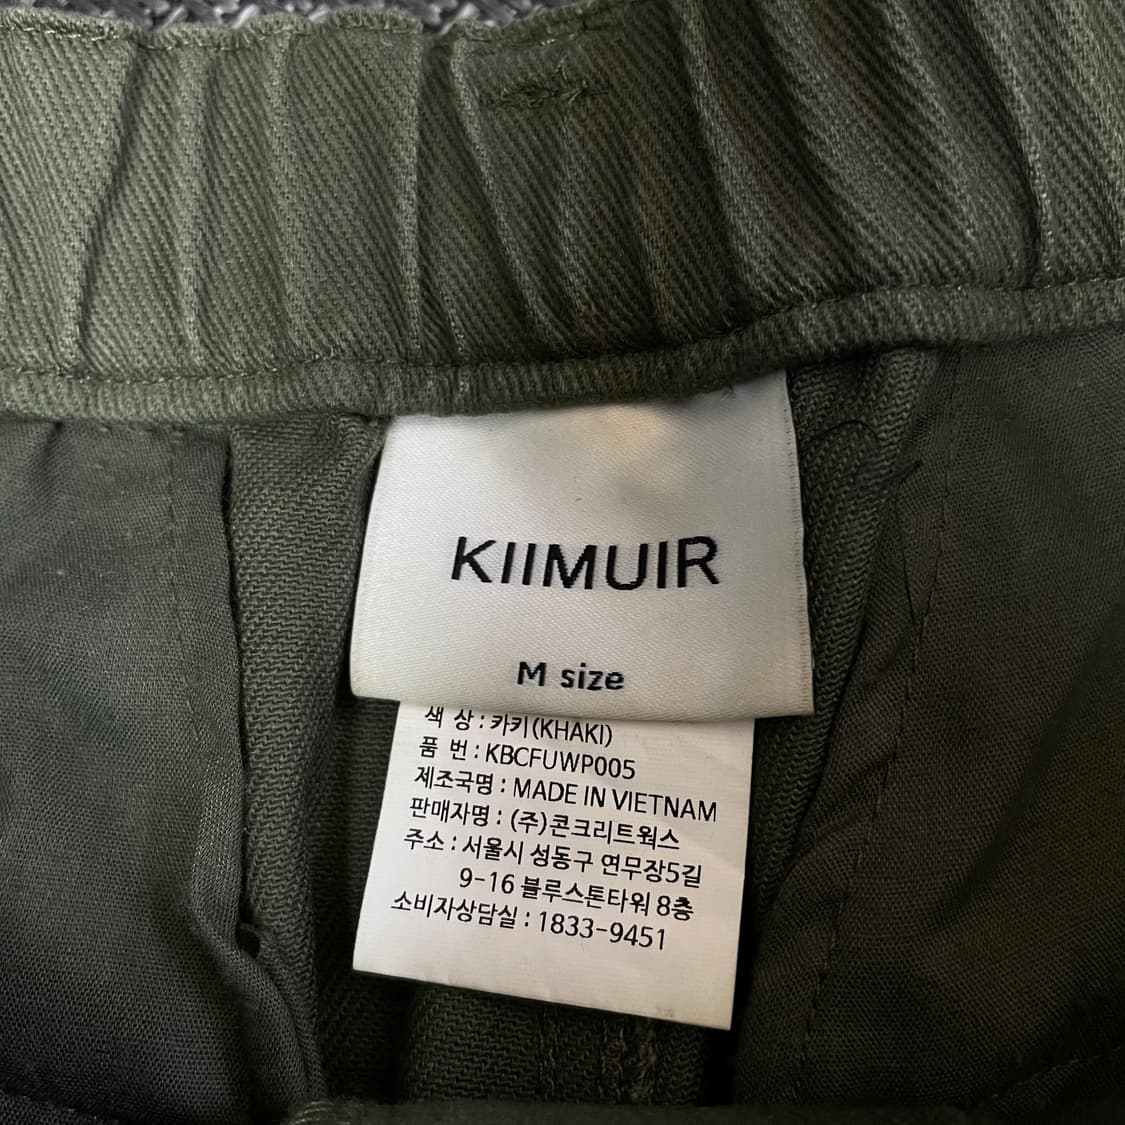 KIIMUIR
M size
색 상 : 카키(KHAKI)
품 번 : KBCFUWP005
제조국명 : MADE IN VIETNAM
판매자명 : (주)콘크리트웍스
주소 : 서울시 성동구 연무장5길
9-16 블루스톤타워 8층
소비자상담실 : 1833-9451